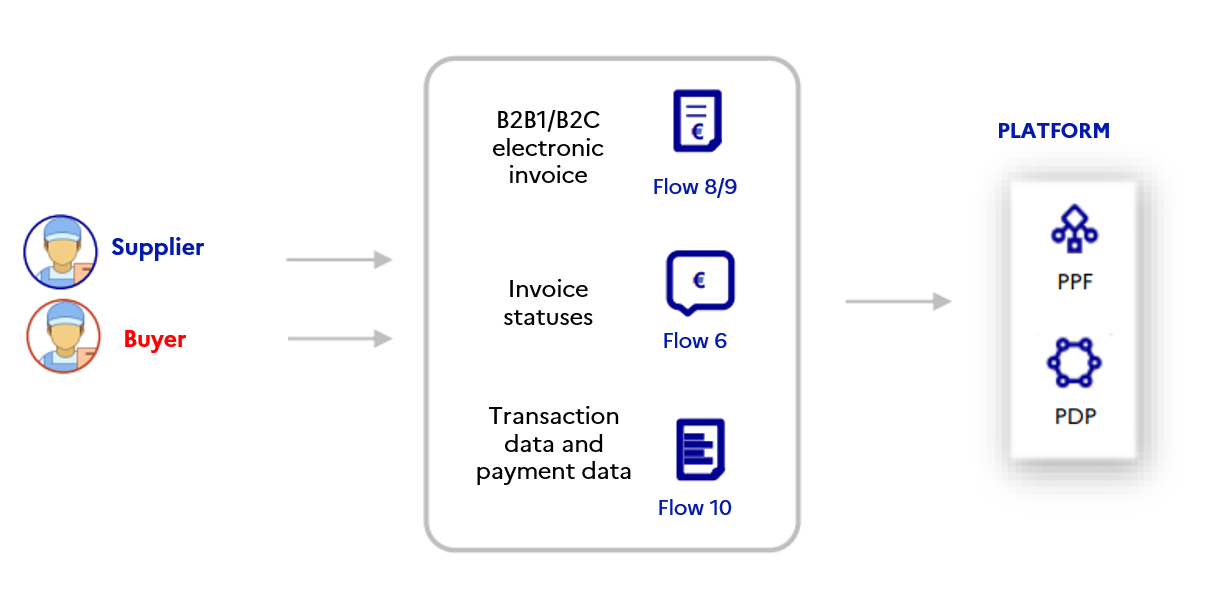 Supplier
Buyer
B2B1/B2C
electronic
invoice
€
Flow 8/9
Invoice
statuses
€
Flow 6
Transaction
data and
payment data
Flow 10
PLATFORM
PPF
PDP